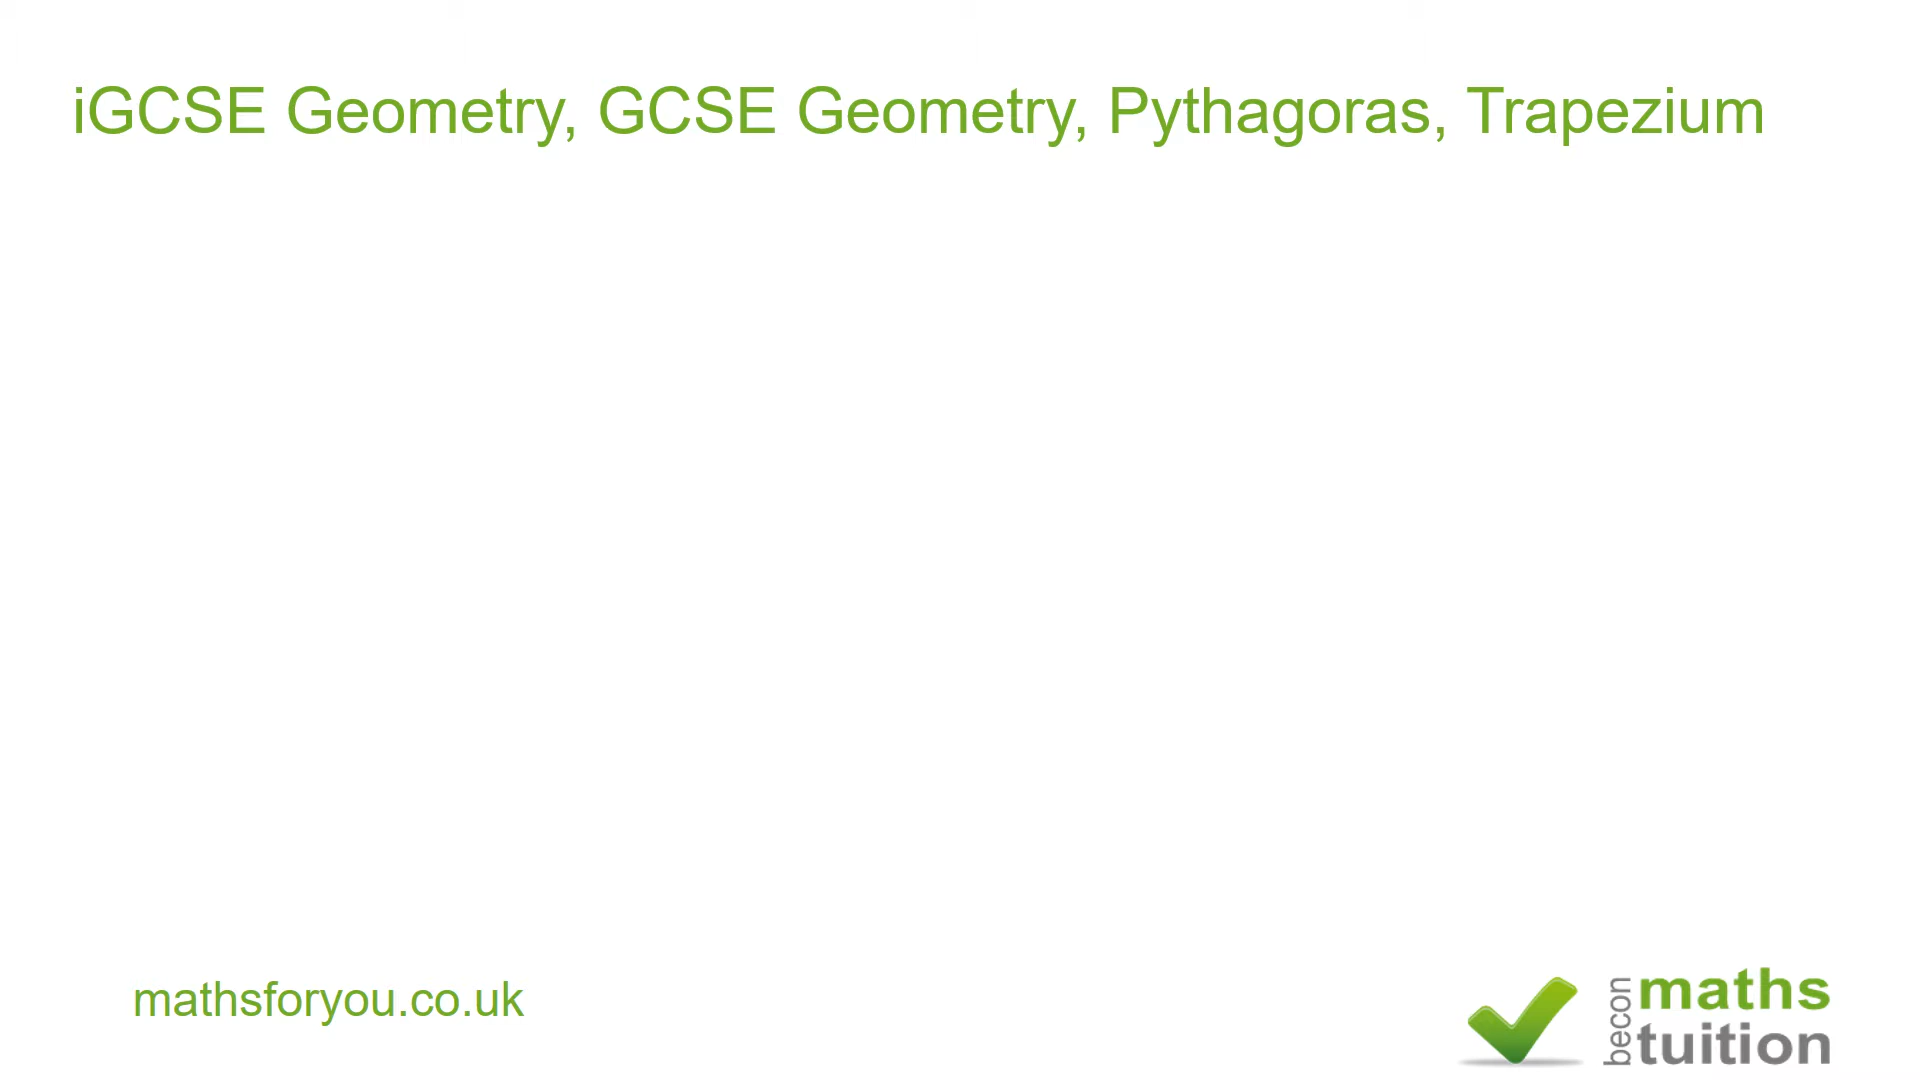 iGCSE Geometry, GCSE Geometry, Pythagoras, Trapezium
mathsforyou.co.uk
becon
maths
tuition